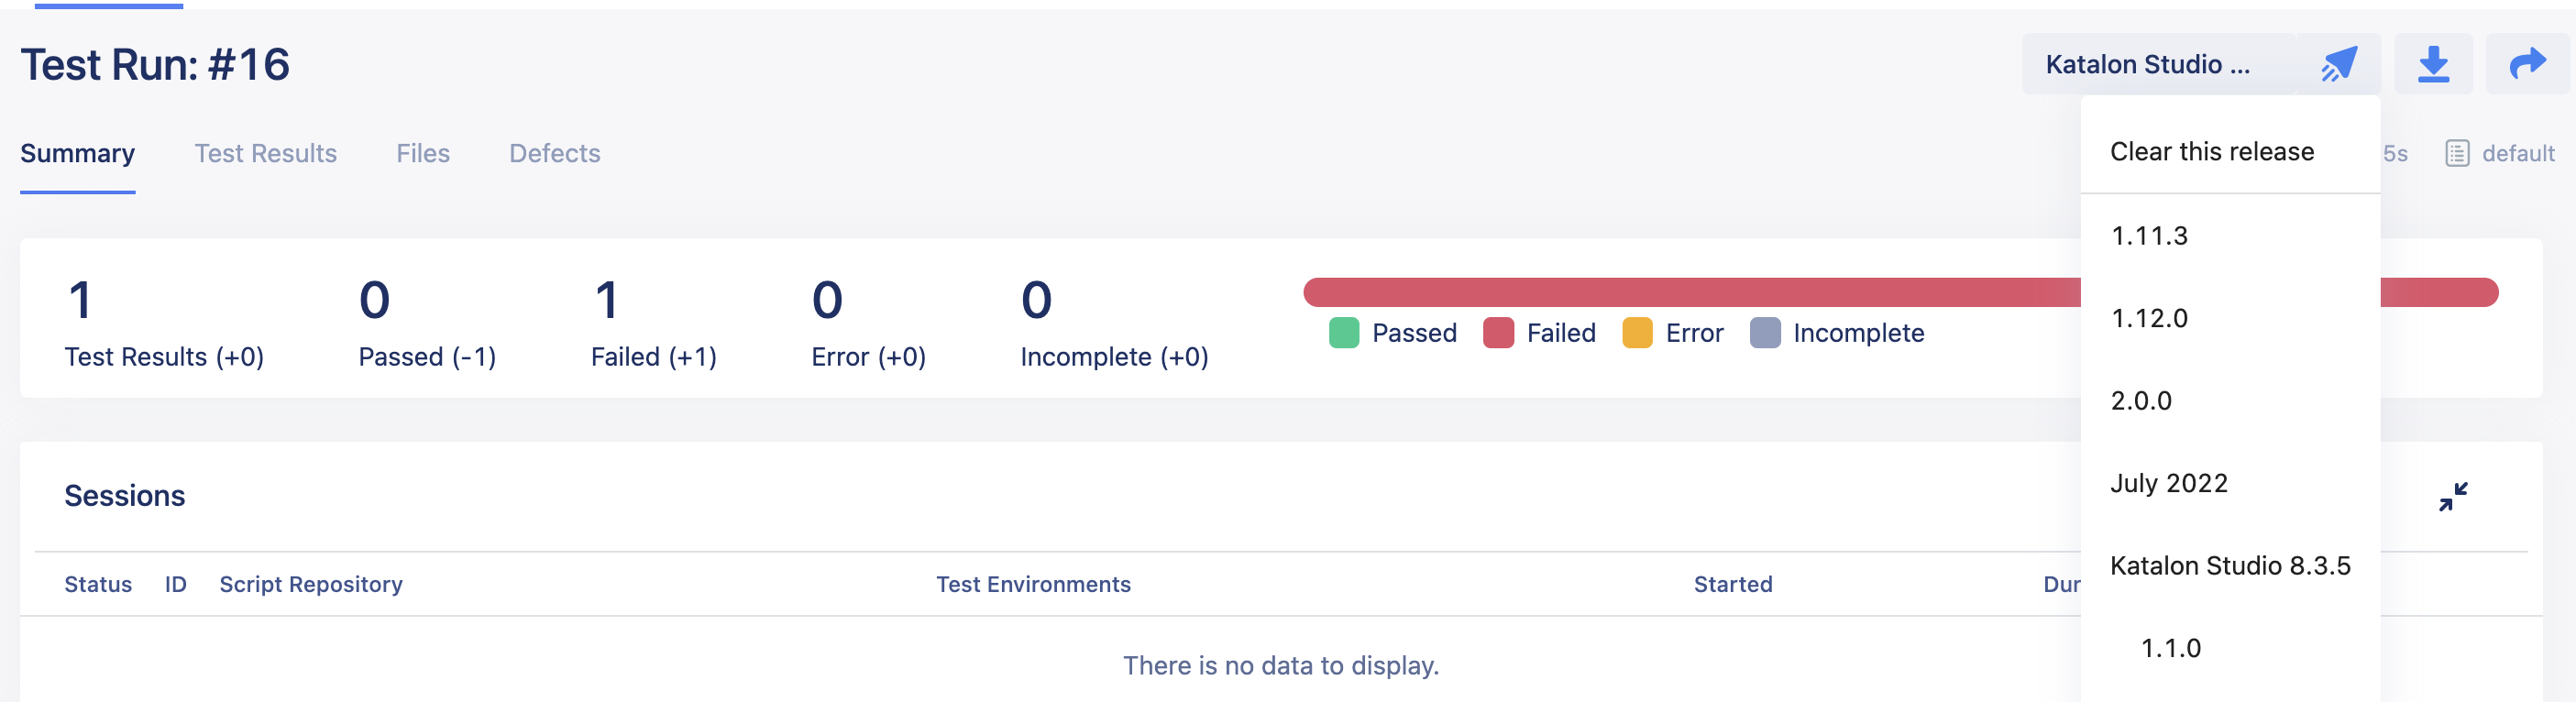 Test Run: #16
Katalon Studio ...
Summary
Test Results
Files
Defects
5s
default
Clear this release
1.11.3
1.12.0
2.0.0
July 2022
Katalon Studio 8.3.5
1.1.0
1
0
1
0
0
Test Results (+0)
Passed (-1)
Failed (+1)
Error (+0)
Incomplete (+0)
Passed
Failed
Error
Incomplete
Sessions
Status
ID
Script Repository
Test Environments
Started
Dur
There is no data to display.